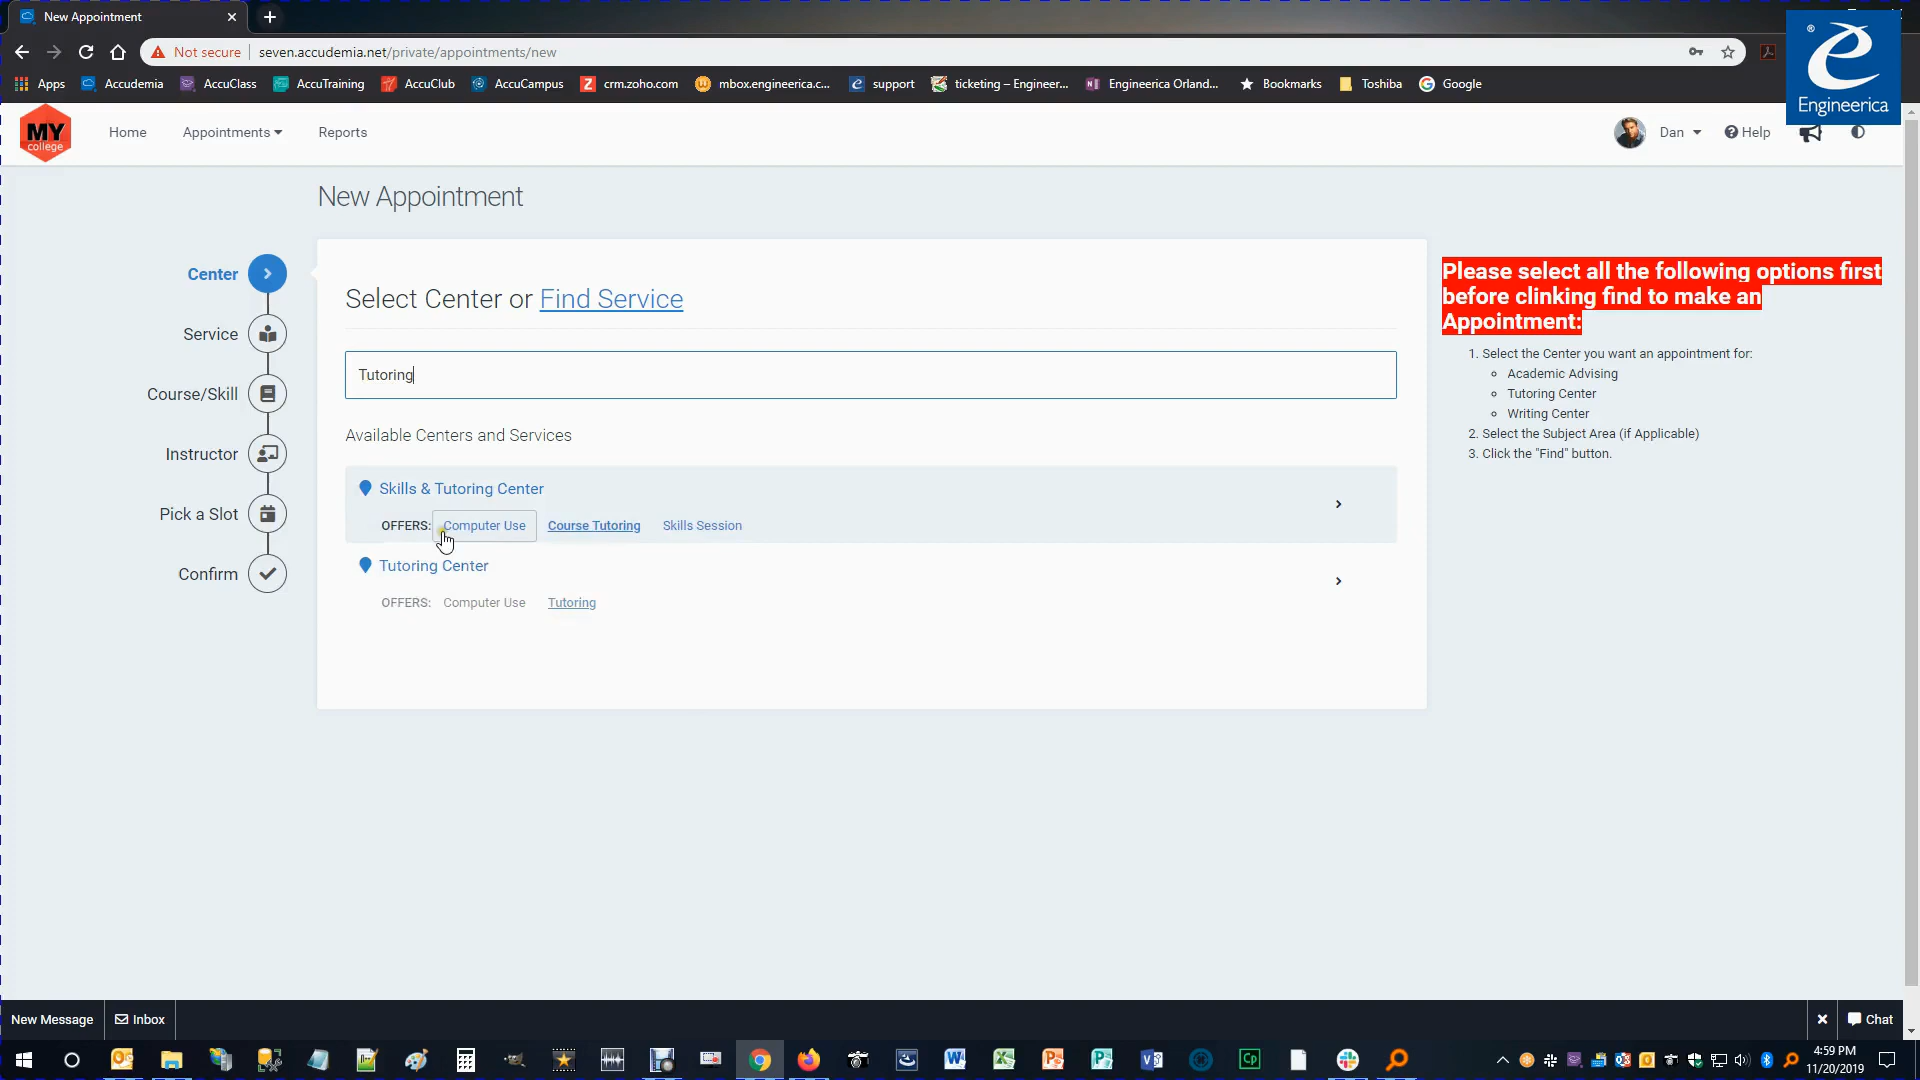 New Appointment
Not secure seven.accudemia.net/private/appointments/new
Apps Accudemia AccuClass AccuTraining AccuClub AccuCampus crm.zoho.com mbox.engineerica.c... support ticketing – Engineer... Engineerica Orland... Bookmarks Toshiba Google
Engineerica
MY
college
Home Appointments Reports Dan Help
New Appointment
Center
Service
Course/Skill
Instructor
Pick a Slot
Confirm
Select Center or Find Service
Tutoring
Available Centers and Services
Skills & Tutoring Center
OFFERS: Computer Use Course Tutoring Skills Session
Tutoring Center
OFFERS: Computer Use Tutoring
Please select all the following options first
before clinking find to make an
Appointment:
1. Select the Center you want an appointment for:
Academic Advising
Tutoring Center
Writing Center
2. Select the Subject Area (if Applicable)
3. Click the "Find" button.
New Message Inbox Chat
4:59 PM
11/20/2019